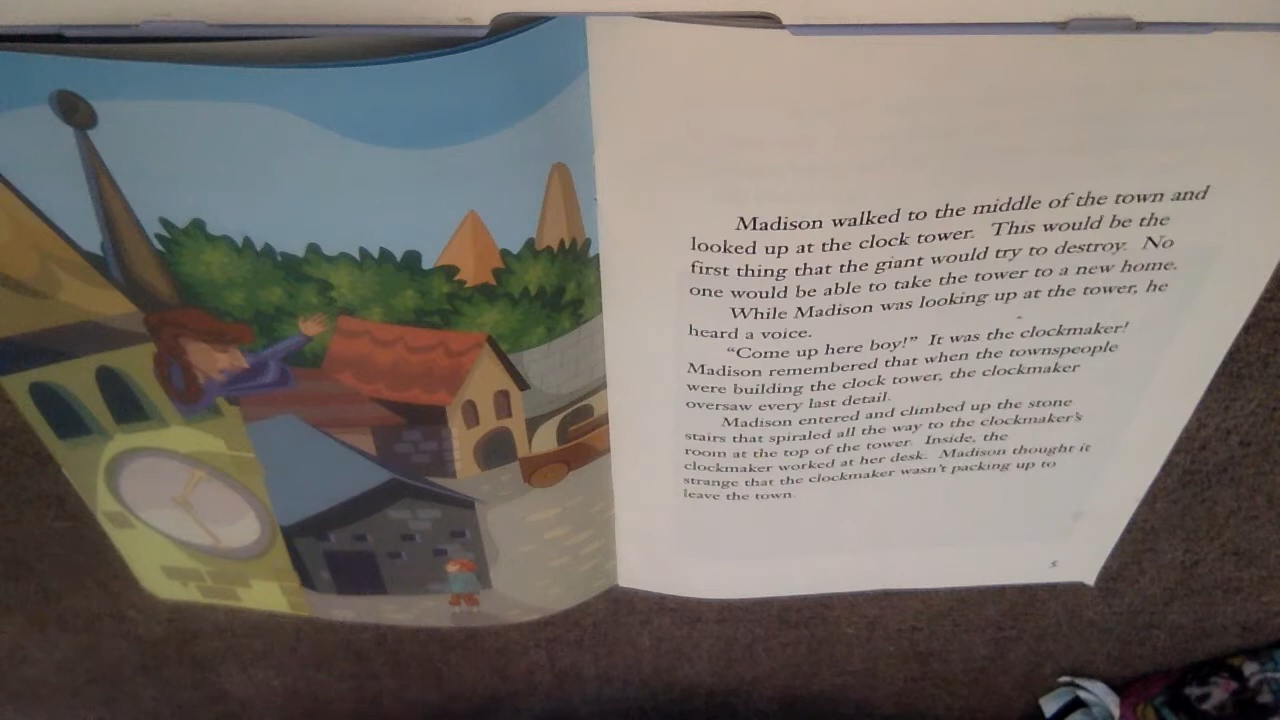 Madison walked to the middle of the town and
looked up at the clock tower. This would be the
first thing that the giant would try to destroy. No
one would be able to take the tower to a new home.
While Madison was looking up at the tower, he
heard a voice.
“Come up here boy!” It was the clockmaker!
Madison remembered that when the townspeople
were building the clock tower, the clockmaker
oversaw every last detail.
Madison entered and climbed up the stone
stairs that spiraled all the way to the clockmaker's
room at the top of the tower. Inside, the
clockmaker worked at her desk. Madison thought it
strange that the clockmaker wasn't packing up to
leave the town.
5